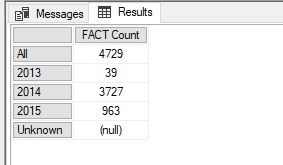 Messages Results
FACT Count
All 4729
2013 39
2014 3727
2015 963
Unknown (null)